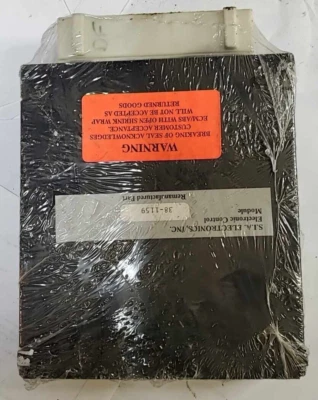 WARNING
BREAKING OF SEAL ACKNOWLEDGES
CUSTOMER ACCEPTANCE.
ECM/ABS WITH OPEN SHRINK WRAP
WILL NOT BE ACCEPTED AS
RETURNED GOODS
S.I.A. ELECTRONICS, INC.
Electronic Control
Module
38-1159
Remanufactured Part